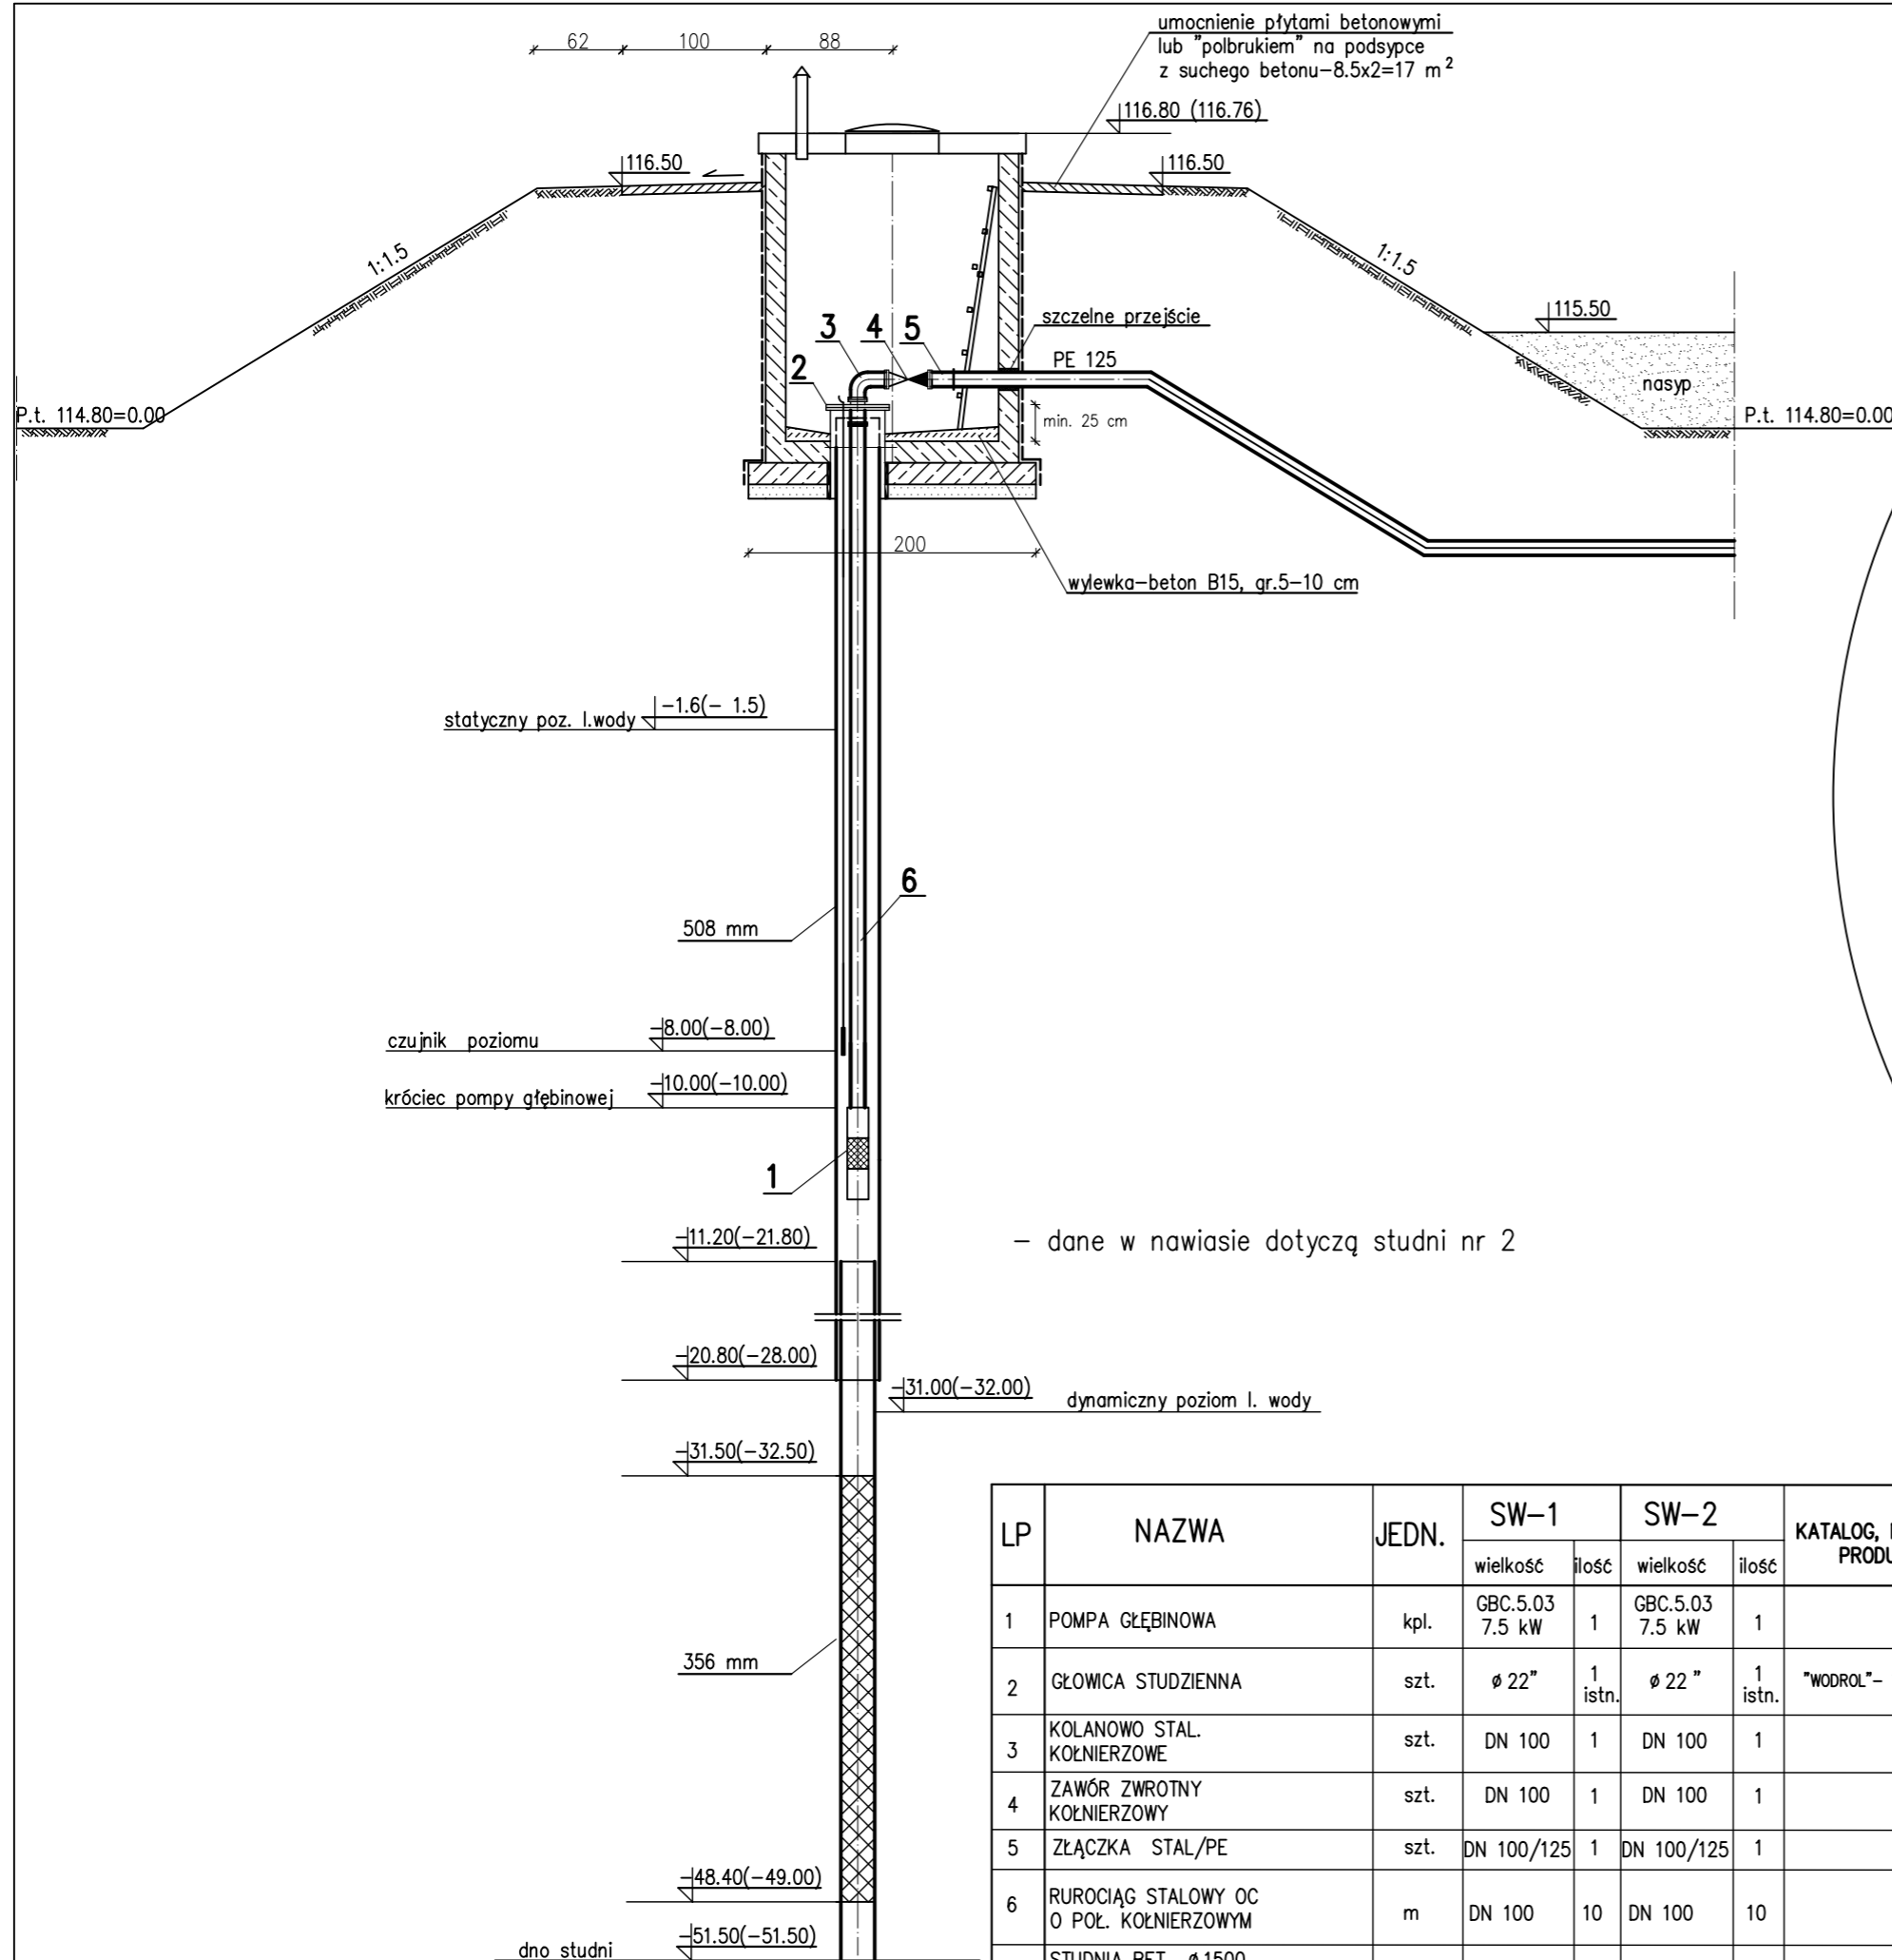 62 100 88
umocnienie płytami betonowymi
lub "polbrukiem" na podsypce
z suchego betonu-8.5x2=17 m²
116.80 (116.76)
116.50
116.50
1:1.5
1:1.5
115.50
szczelne przejście
3 4 5
PE 125
2
nasyp
P.t. 114.80=0.00
min. 25 cm
P.t. 114.80=0.00
200
wylewka-beton B15, gr.5-10 cm
statyczny poz. l.wody -1.6(- 1.5)
6
508 mm
czujnik poziomu -8.00(-8.00)
króciec pompy głębinowej -10.00(-10.00)
1
-11.20(-21.80)
- dane w nawiasie dotyczą studni nr 2
-20.80(-28.00)
-31.00(-32.00) dynamiczny poziom l. wody
-31.50(-32.50)
356 mm
-48.40(-49.00)
dno studni -51.50(-51.50)
LP NAZWA JEDN. SW-1 SW-2 KATALOG,
PRODU
wielkość ilość wielkość ilość
1 POMPA GŁĘBINOWA kpl. GBC.5.03 7.5 kW 1 GBC.5.03 7.5 kW 1
2 GŁOWICA STUDZIENNA szt. ø 22" 1 istn. ø 22 " 1 istn. "WODROL"-
3 KOLANOWO STAL.
KOŁNIERZOWE szt. DN 100 1 DN 100 1
4 ZAWÓR ZWROTNY
KOŁNIERZOWY szt. DN 100 1 DN 100 1
5 ZŁĄCZKA STAL/PE szt. DN 100/125 1 DN 100/125 1
6 RUROCIĄG STALOWY OC
O POŁ. KOŁNIERZOWYM m DN 100 10 DN 100 10
STUDNIA BET. ø 1500